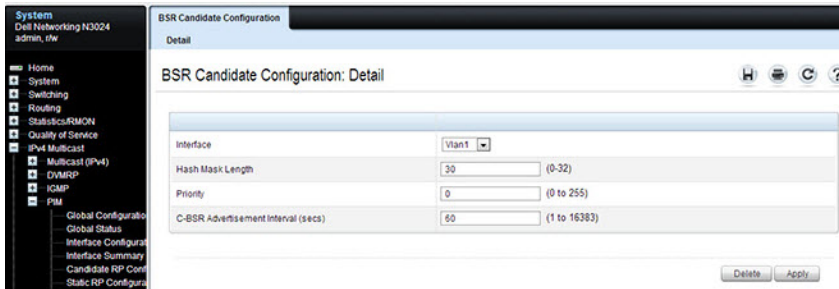 System
Dell Networking N3024
admin, r/w
Home
System
Switching
Routing
Statistics/RMON
Quality of Service
IPv4 Multicast
Multicast (IPv4)
DVMRP
IGMP
PIM
Global Configuratio
Global Status
Interface Configurat
Interface Summary
Candidate RP Conf
Static RP Configura
BSR Candidate Configuration
Detail
BSR Candidate Configuration: Detail
Interface Vlan1
Hash Mask Length 30 (0-32)
Priority 0 (0 to 255)
C-BSR Advertisement Interval (secs) 60 (1 to 16383)
Delete Apply